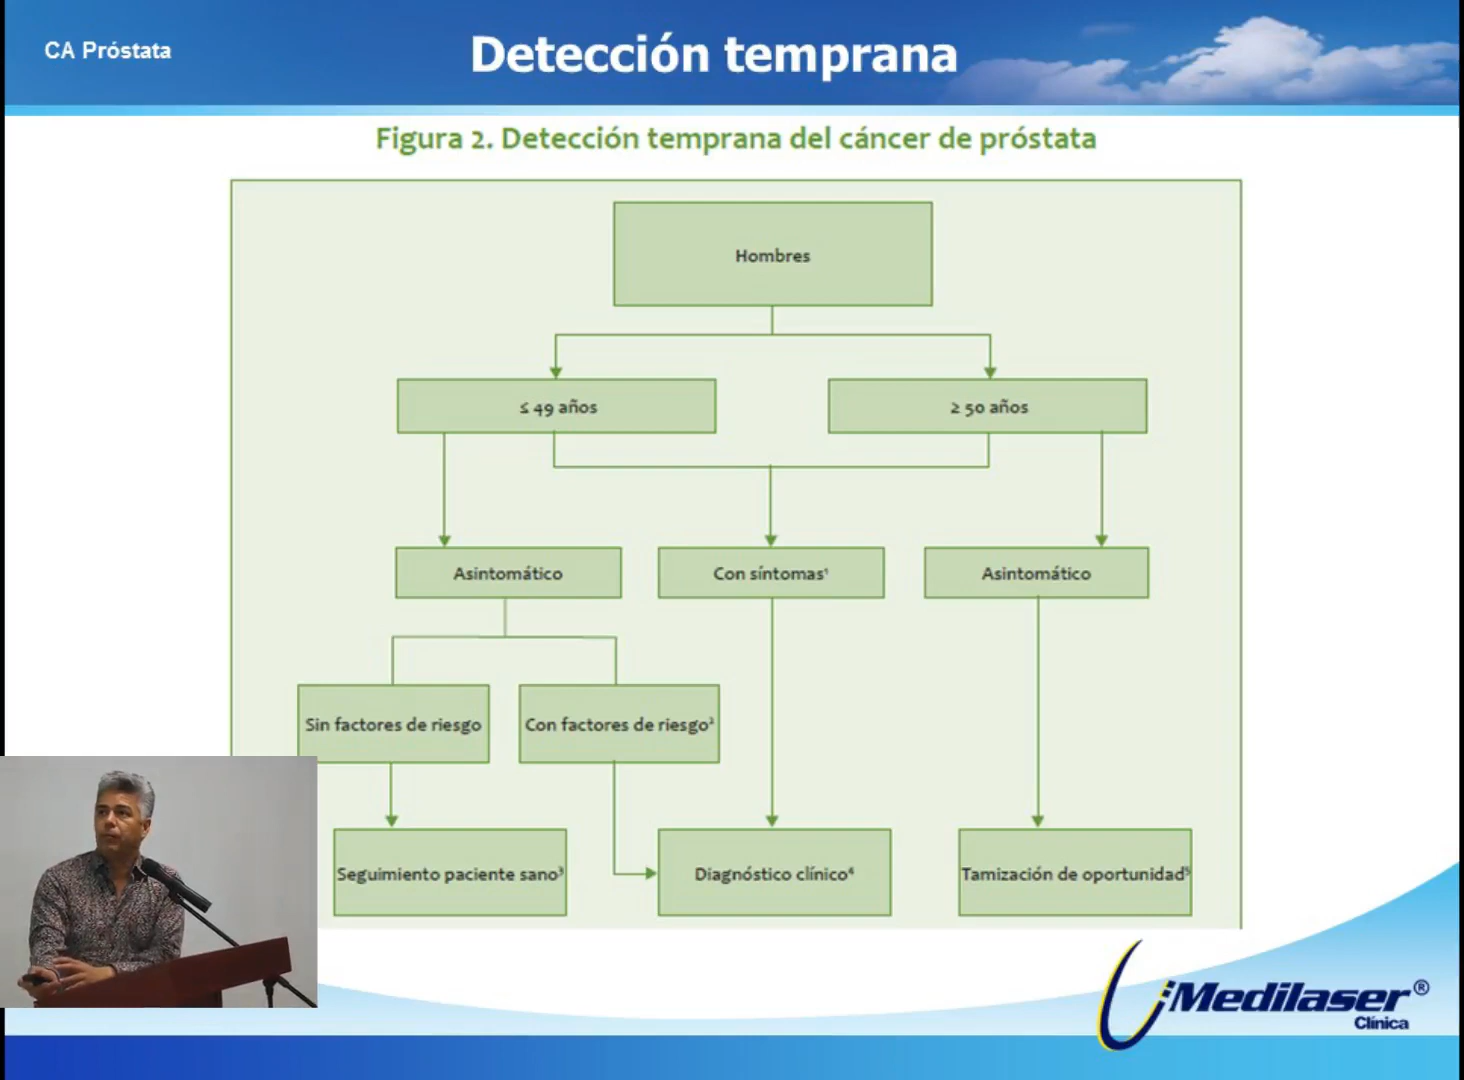 CA Próstata
Detección temprana
Figura 2. Detección temprana del cáncer de próstata
Hombres
≤ 49 años
≥ 50 años
Asintomático
Con síntomas¹
Asintomático
Sin factores de riesgo
Con factores de riesgo²
Seguimiento paciente sano³
Diagnóstico clínico⁴
Tamización de oportunidad⁵
Medilaser®
Clínica